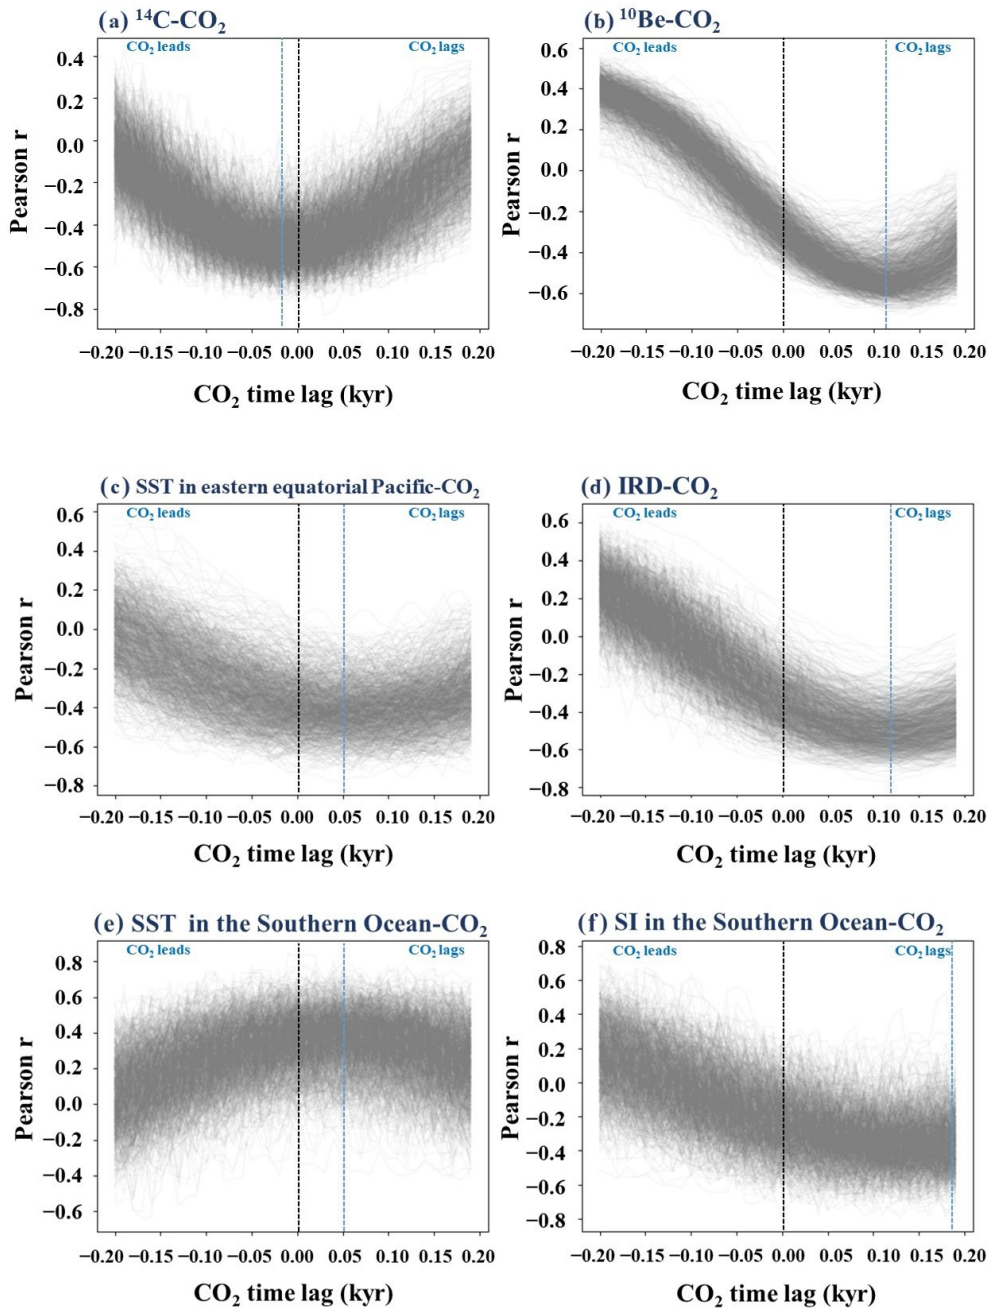 (a) ¹⁴C-CO₂
CO₂ leads
CO₂ lags
0.4
0.2
0.0
−0.2
−0.4
−0.6
−0.8
Pearson r
−0.20 −0.15 −0.10 −0.05 0.00 0.05 0.10 0.15 0.20
CO₂ time lag (kyr)
(b) ¹⁰Be-CO₂
CO₂ leads
CO₂ lags
0.6
0.4
0.2
0.0
−0.2
−0.4
−0.6
Pearson r
−0.20 −0.15 −0.10 −0.05 0.00 0.05 0.10 0.15 0.20
CO₂ time lag (kyr)
(c) SST in eastern equatorial Pacific-CO₂
CO₂ leads
CO₂ lags
0.6
0.4
0.2
0.0
−0.2
−0.4
−0.6
−0.8
Pearson r
−0.20 −0.15 −0.10 −0.05 0.00 0.05 0.10 0.15 0.20
CO₂ time lag (kyr)
(d) IRD-CO₂
CO₂ leads
CO₂ lags
0.6
0.4
0.2
0.0
−0.2
−0.4
−0.6
−0.8
Pearson r
−0.20 −0.15 −0.10 −0.05 0.00 0.05 0.10 0.15 0.20
CO₂ time lag (kyr)
(e) SST in the Southern Ocean-CO₂
CO₂ leads
CO₂ lags
0.8
0.6
0.4
0.2
0.0
−0.2
−0.4
−0.6
Pearson r
−0.20 −0.15 −0.10 −0.05 0.00 0.05 0.10 0.15 0.20
CO₂ time lag (kyr)
(f) SI in the Southern Ocean-CO₂
CO₂ leads
CO₂ lags
0.8
0.6
0.4
0.2
0.0
−0.2
−0.4
−0.6
−0.8
Pearson r
−0.20 −0.15 −0.10 −0.05 0.00 0.05 0.10 0.15 0.20
CO₂ time lag (kyr)